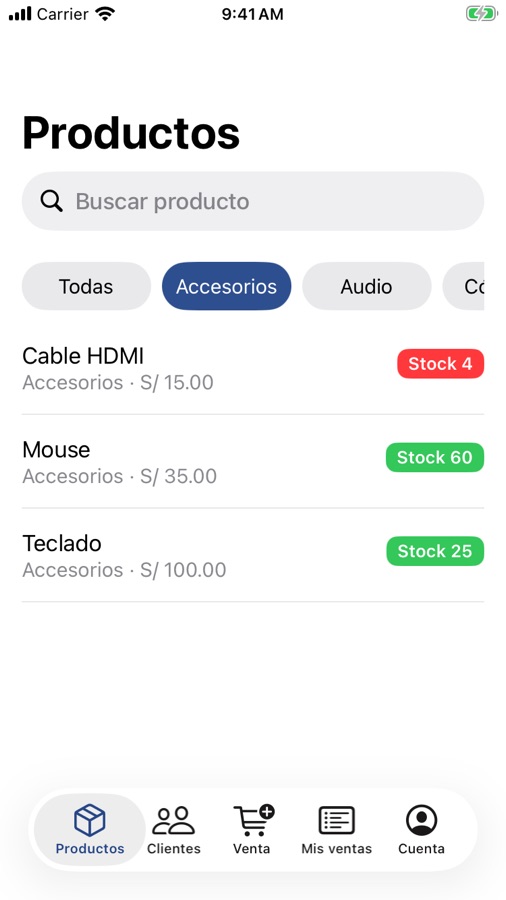 Carrier 9:41 AM
Productos
Buscar producto
Todas Accesorios Audio Có
Cable HDMI
Accesorios · S/ 15.00
Stock 4
Mouse
Accesorios · S/ 35.00
Stock 60
Teclado
Accesorios · S/ 100.00
Stock 25
Productos Clientes Venta Mis ventas Cuenta